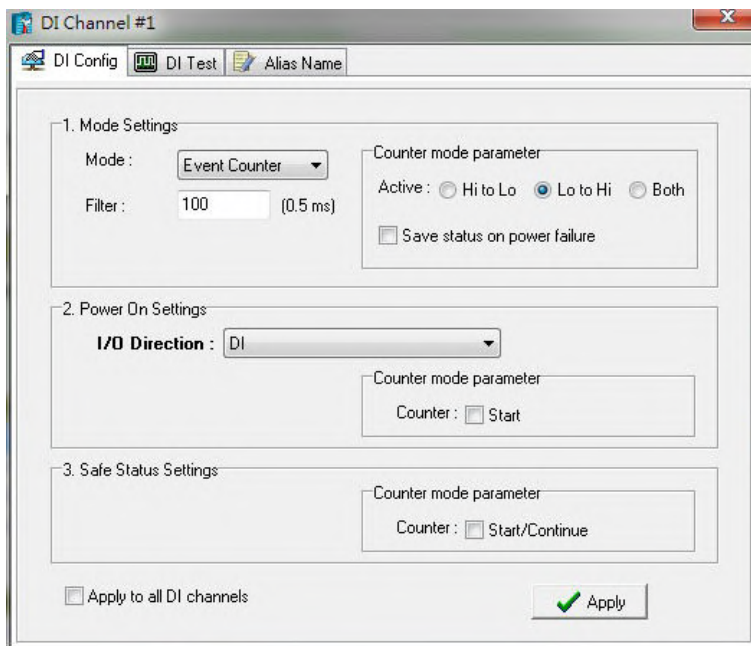 DI Channel #1
DI Config DI Test Alias Name
1. Mode Settings
Mode : Event Counter
Filter : 100 (0.5 ms)
Counter mode parameter
Active : Hi to Lo Lo to Hi Both
Save status on power failure
2. Power On Settings
I/O Direction : DI
Counter mode parameter
Counter : Start
3. Safe Status Settings
Counter mode parameter
Counter : Start/Continue
Apply to all DI channels
Apply